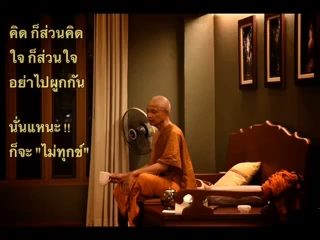 คิด ก็ส่วนคิด
ใจ ก็ส่วนใจ
อย่าไปผูกกัน
นั่นแหนะ !!
ก็จะ "ไม่ทุกข์"